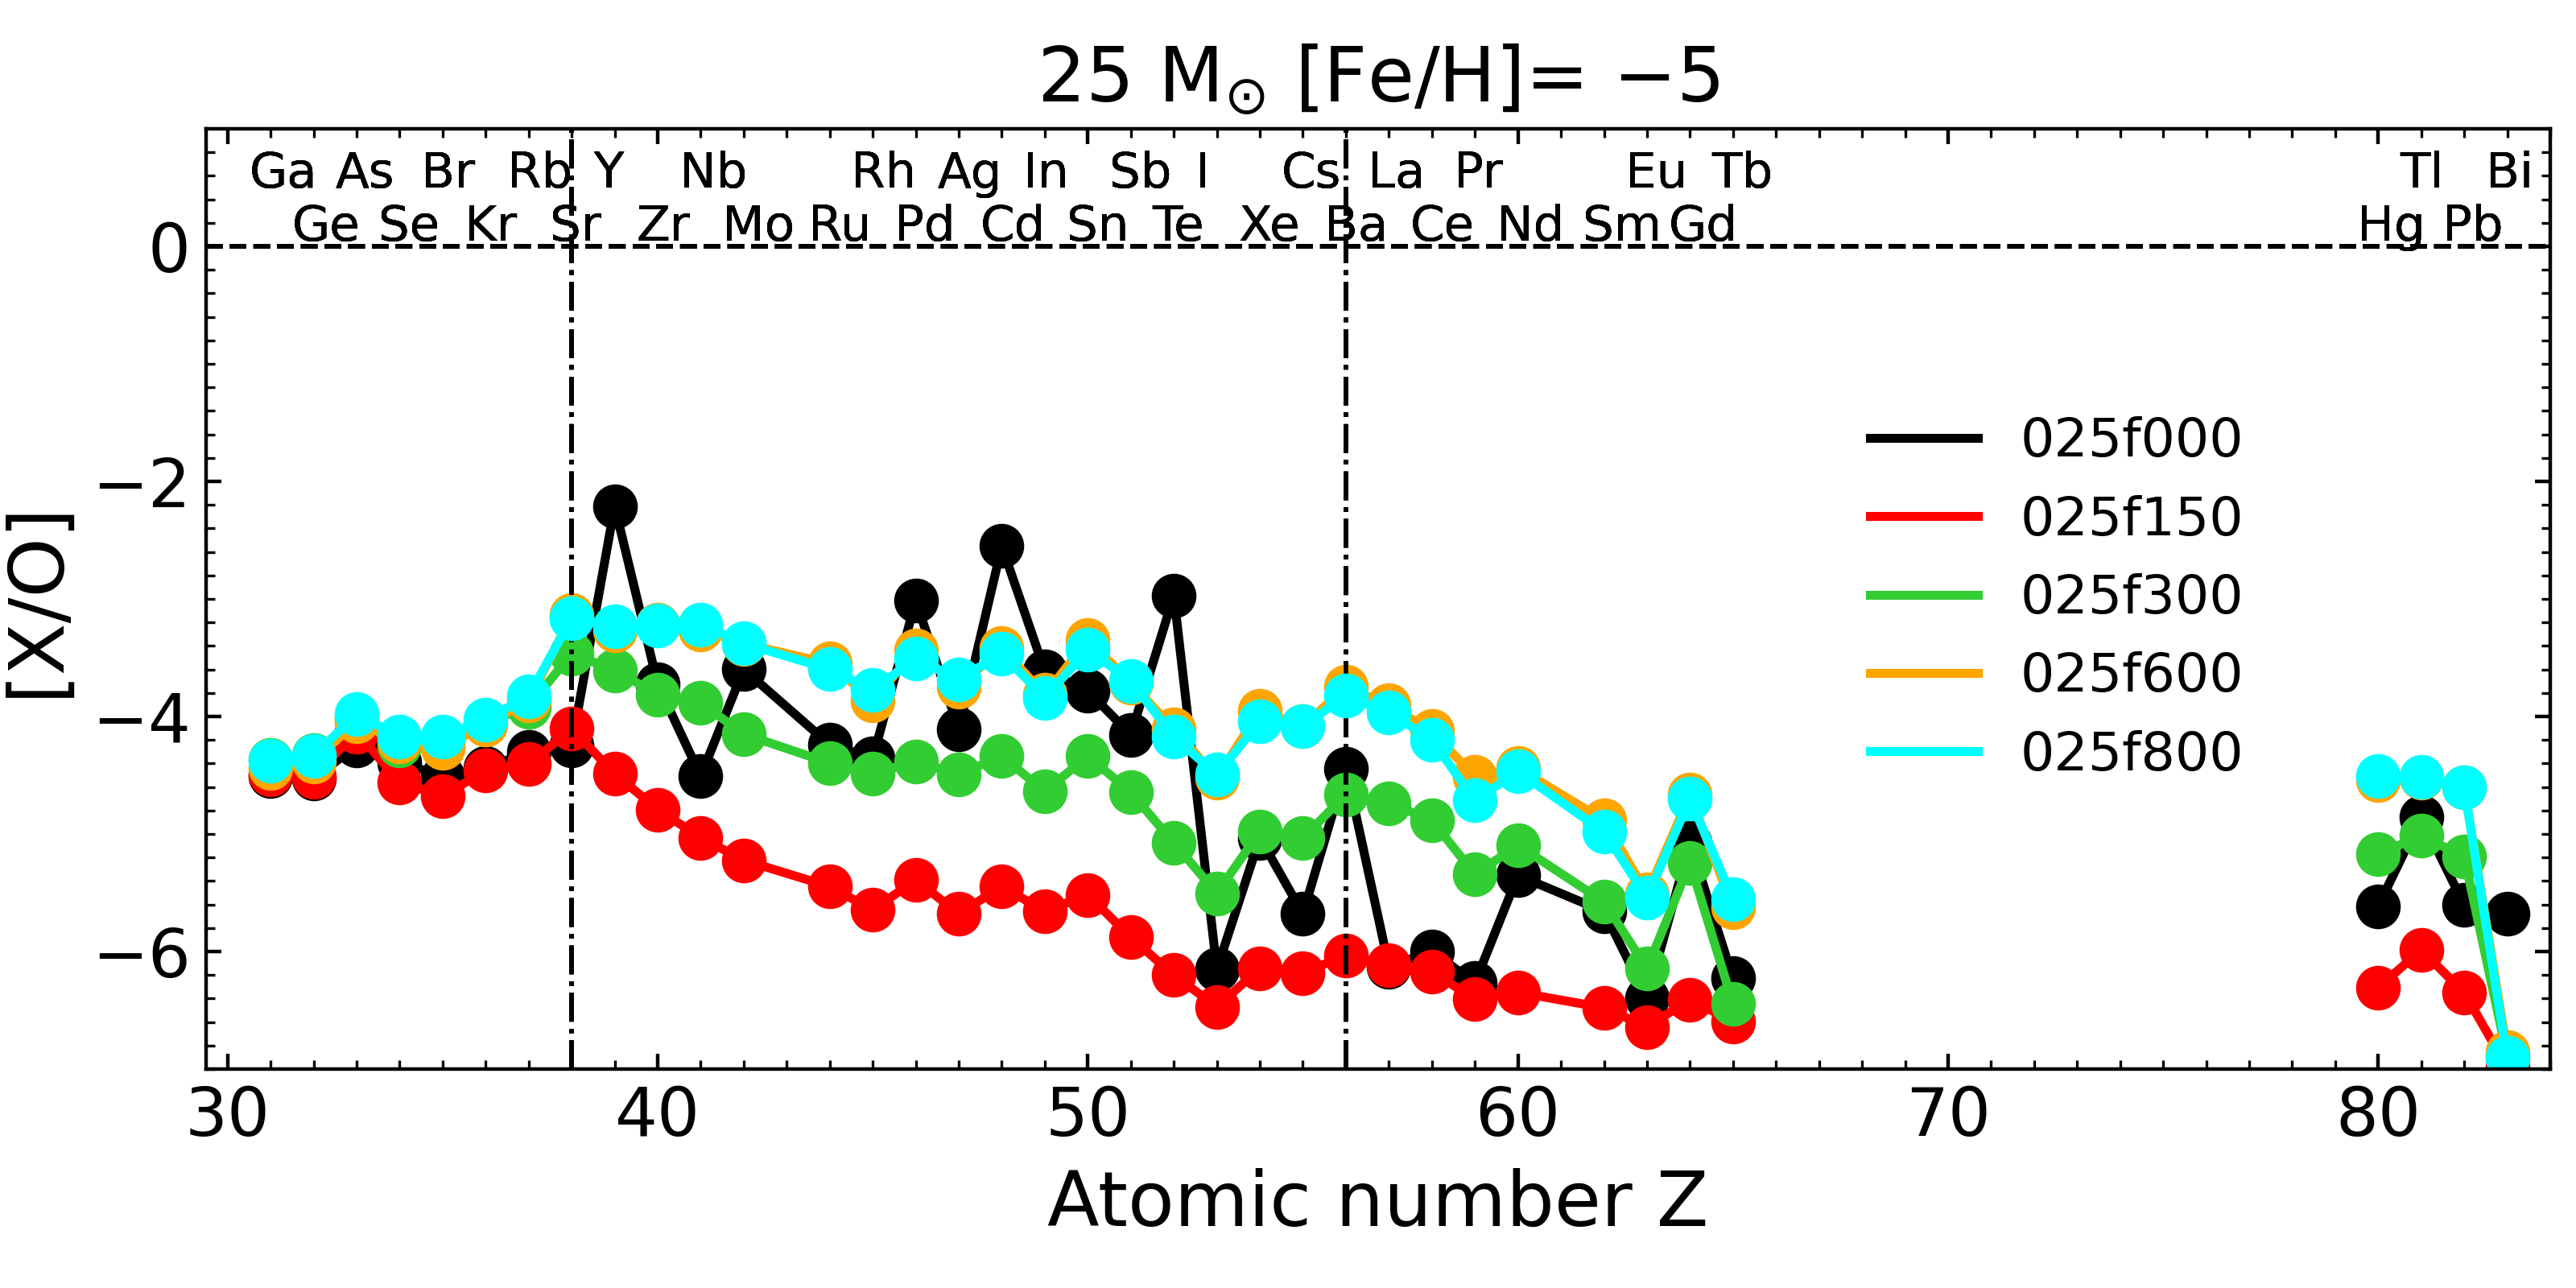 25 M⊙ [Fe/H]= −5
Ga As Br Rb Y Nb Rh Ag In Sb I Cs La Pr Eu Tb Tl Bi
Ge Se Kr Sr Zr Mo Ru Pd Cd Sn Te Xe Ba Ce Nd Sm Gd Hg Pb
0
−2
−4
−6
[X/O]
025f000
025f150
025f300
025f600
025f800
30 40 50 60 70 80
Atomic number Z